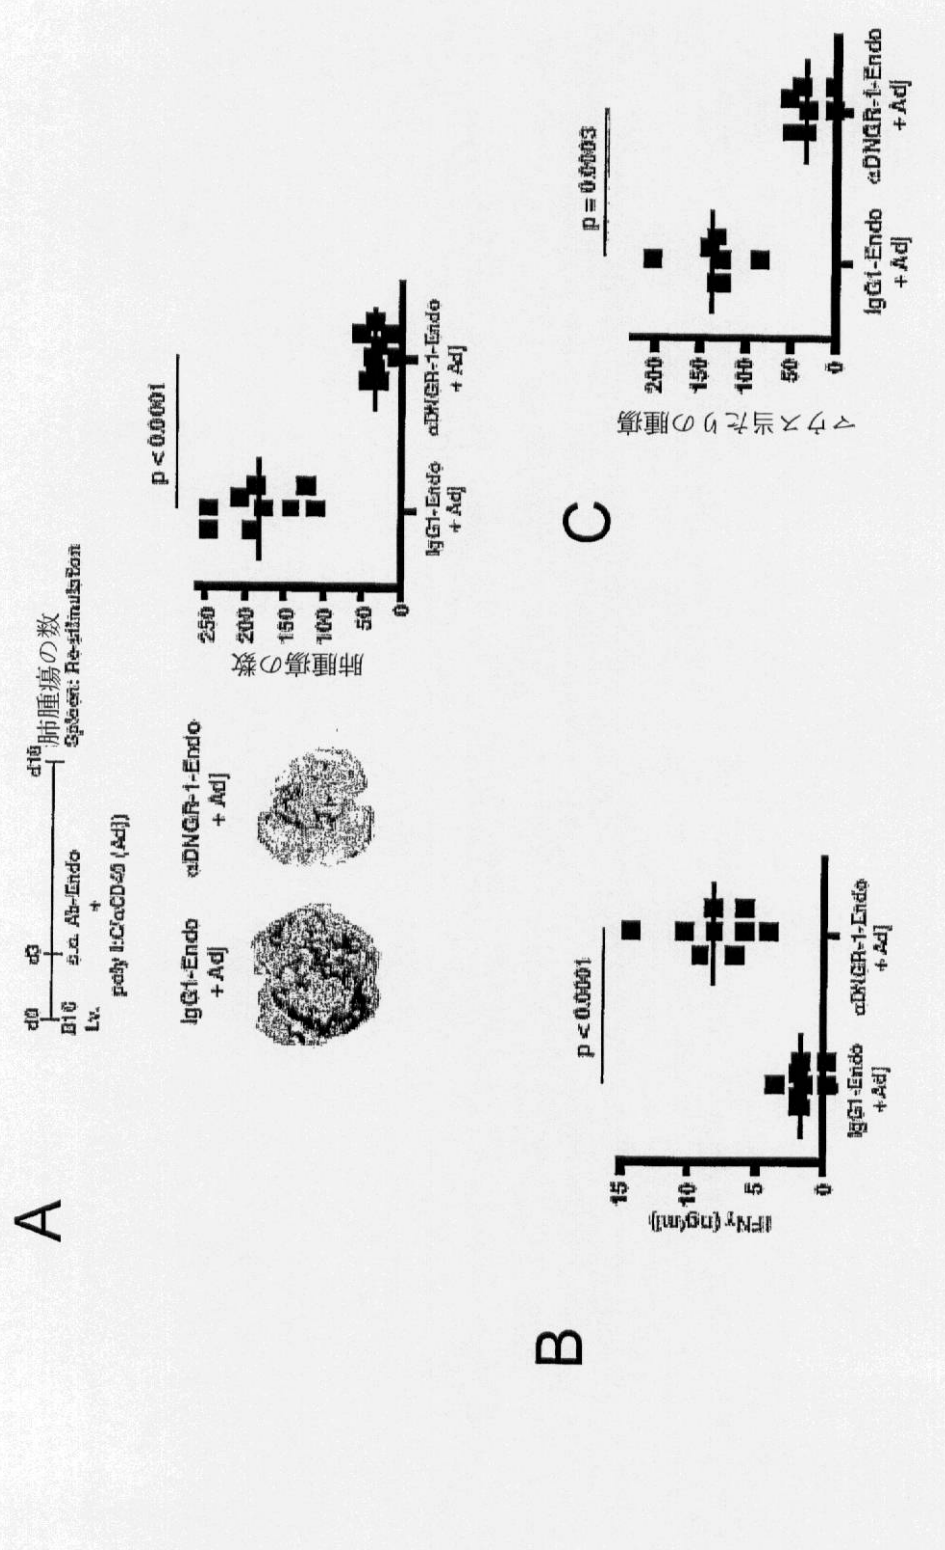 A
d0
d3
d16
B16
i.v.
s.c. Ab-Endo
+
poly I:C/αCD40 (Adj)
肺腫瘍の数
Spleen: Re-stimulation
IgG1-Endo
+ Adj
αDNGR-1-Endo
+ Adj
肺腫瘍の数
250
200
150
100
50
0
p < 0.0001
IgG1-Endo
+ Adj
αDNGR-1-Endo
+ Adj
B
IFNγ (ng/ml)
15
10
5
0
p < 0.0001
IgG1-Endo
+ Adj
αDNGR-1-Endo
+ Adj
C
マウス当たりの腫瘍
200
150
100
50
0
p = 0.0003
IgG1-Endo
+ Adj
αDNGR-1-Endo
+ Adj